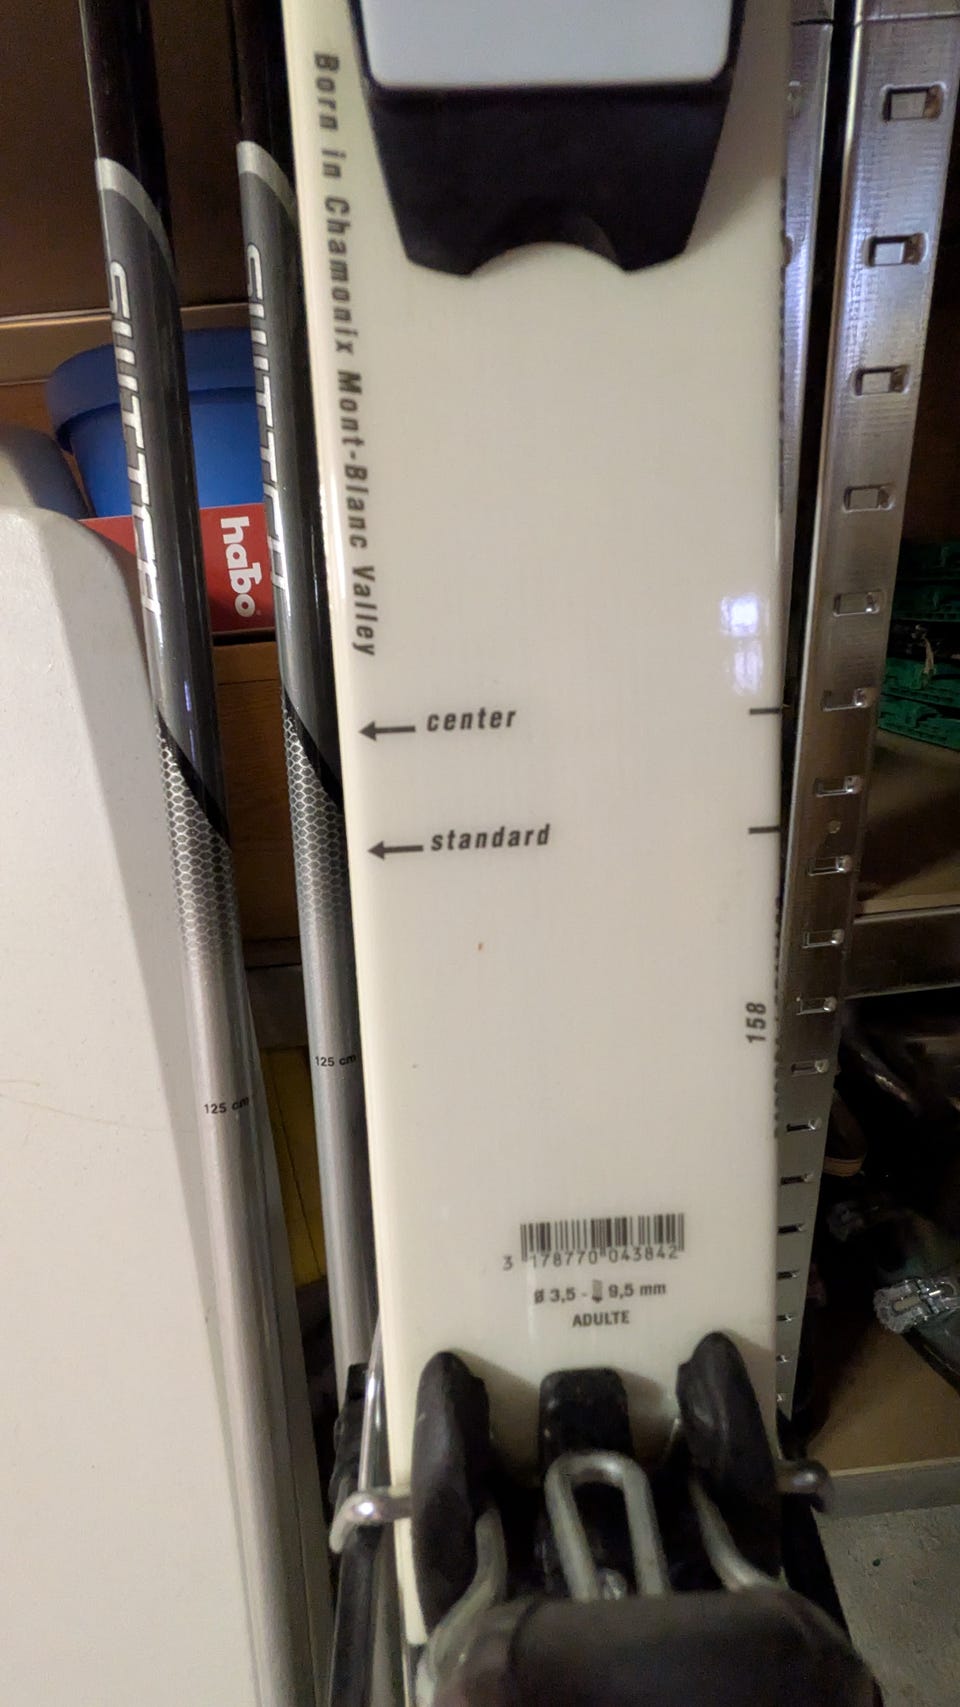 Born in Chamonix Mont-Blanc Valley
habo
center
standard
158
125 cm
125 cm
3 178770 043842
ø 3,5 - 9,5 mm
ADULTE